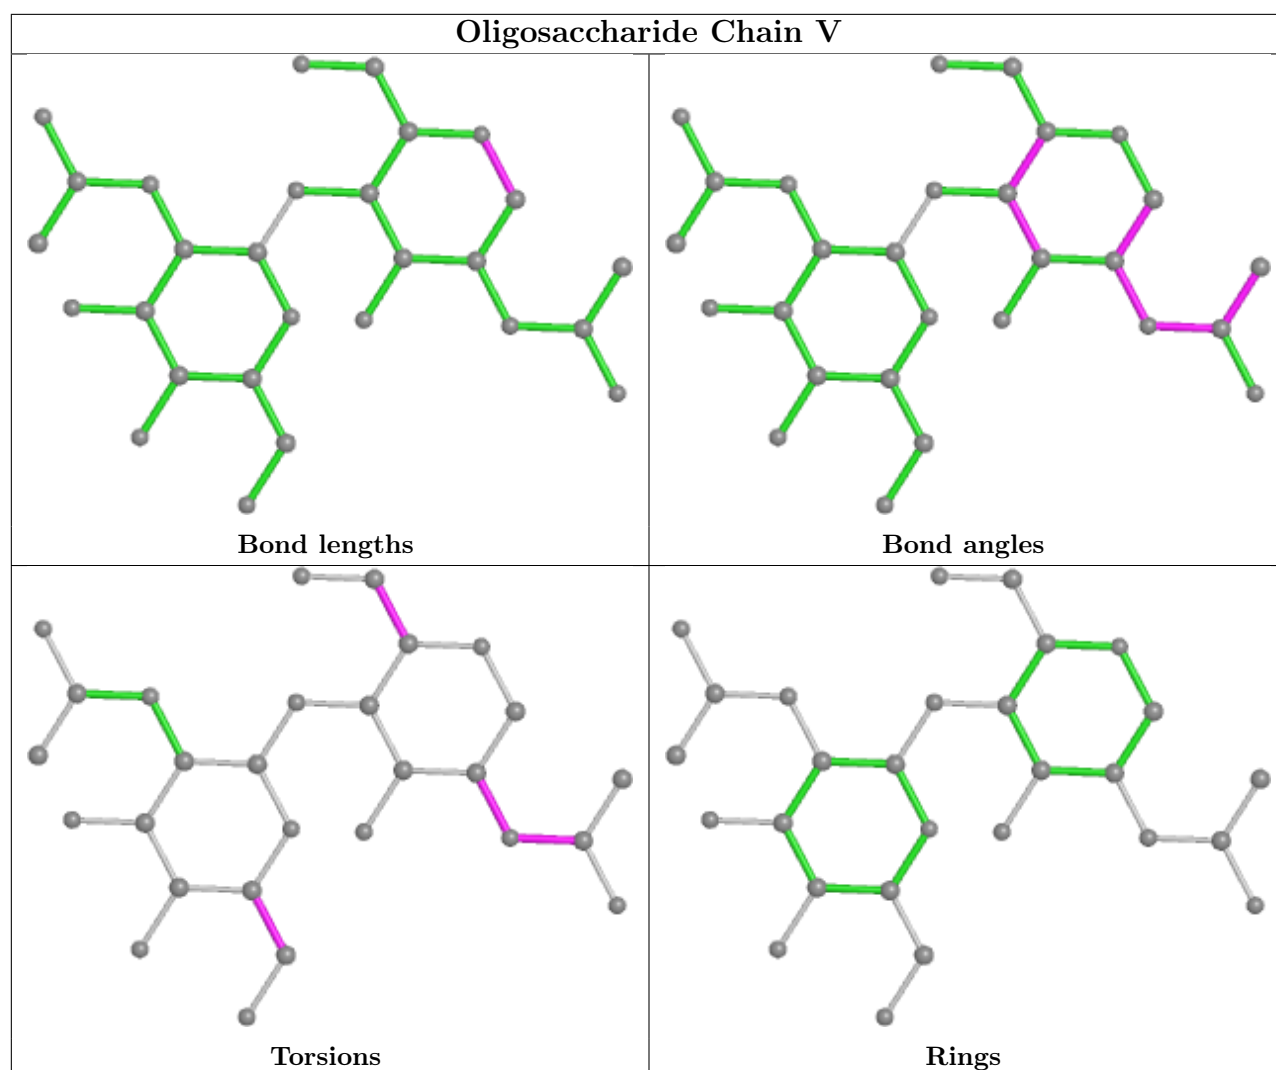 Oligosaccharide Chain V
Bond lengths
Bond angles
Torsions
Rings